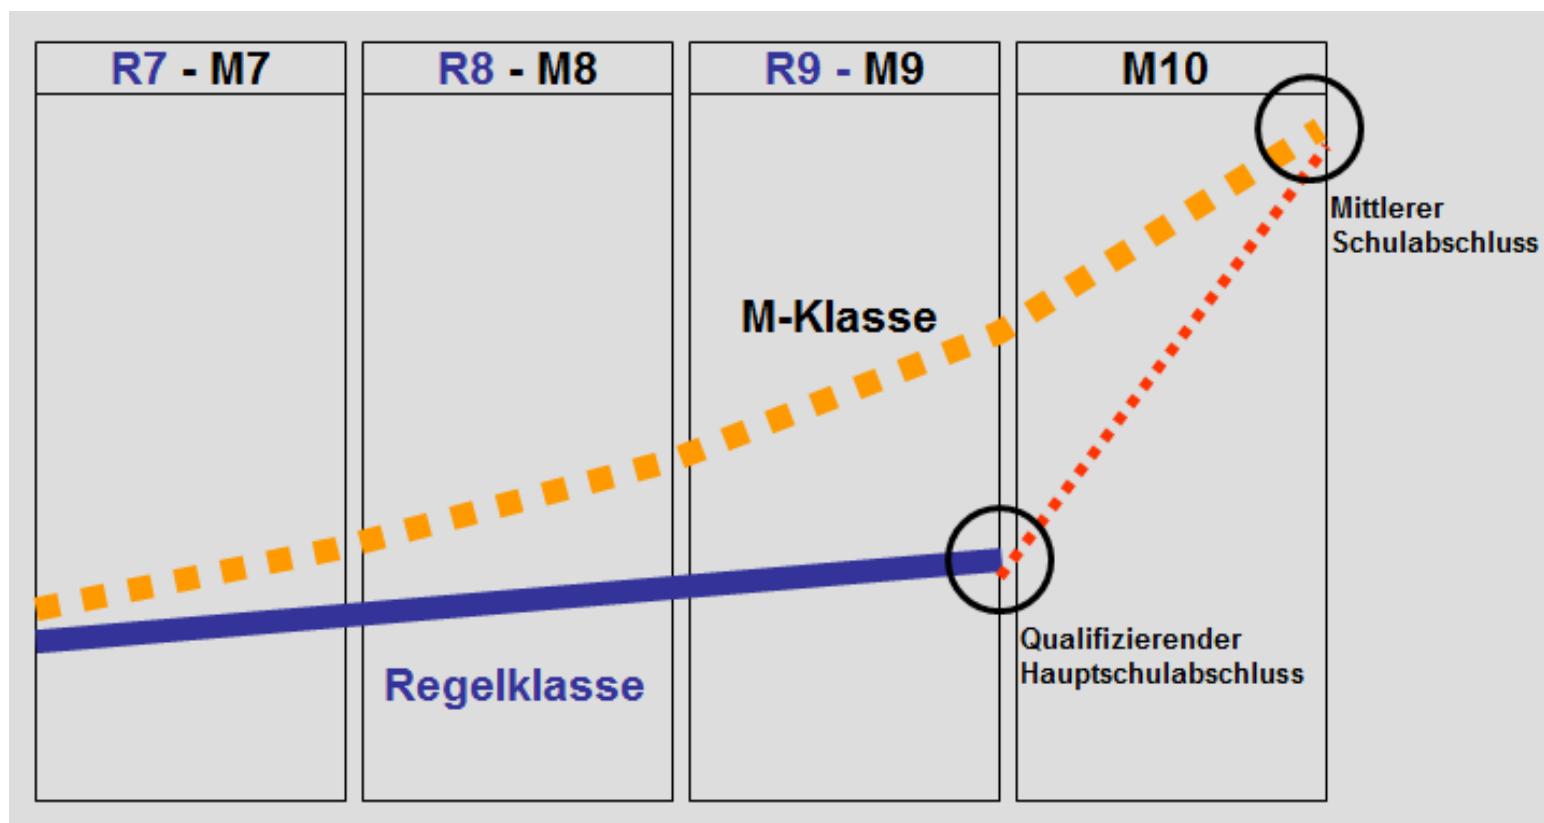 R7 - M7
R8 - M8
R9 - M9
M10
Mittlerer
Schulabschluss
M-Klasse
Qualifizierender
Hauptschulabschluss
Regelklasse